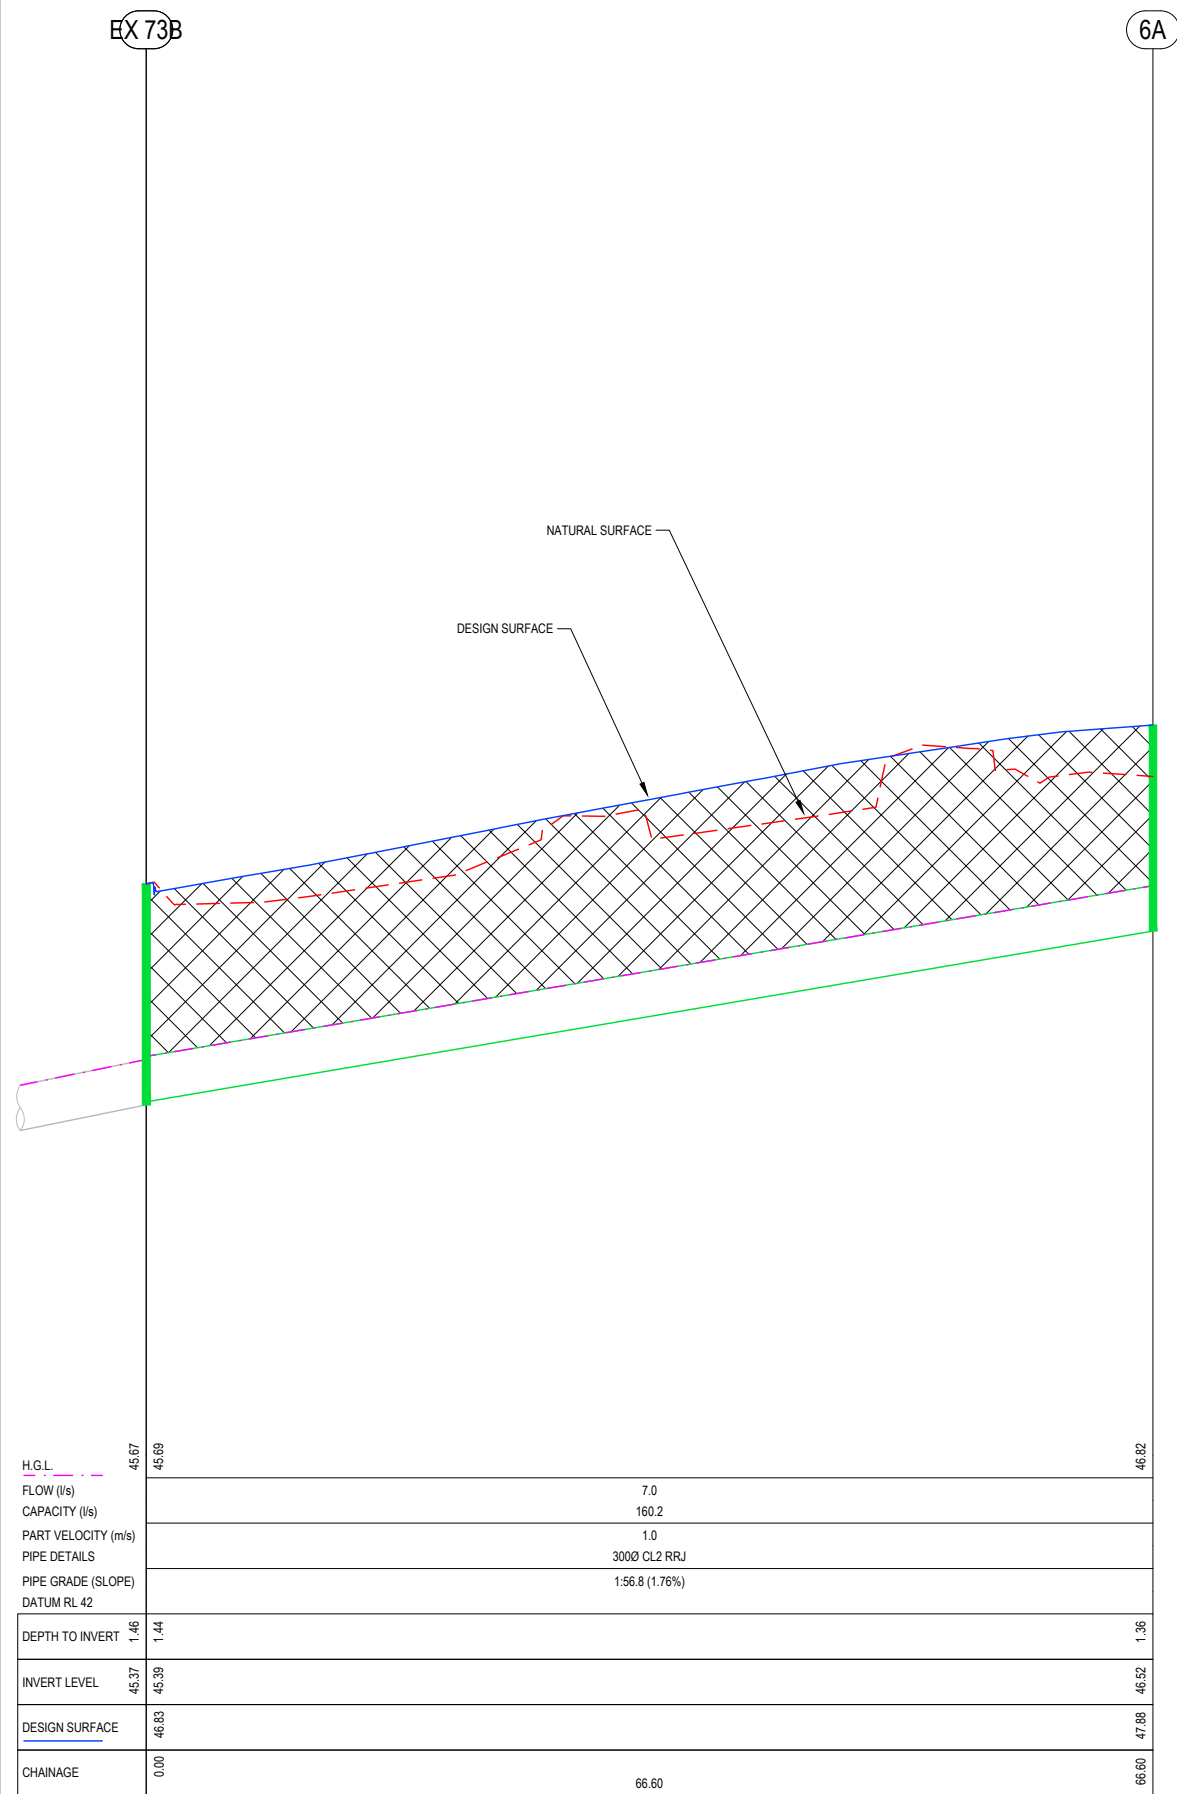 EX 73B
6A
NATURAL SURFACE
DESIGN SURFACE
H.G.L. 45.67 45.69 46.82
FLOW (l/s) 7.0
CAPACITY (l/s) 160.2
PART VELOCITY (m/s) 1.0
PIPE DETAILS 300Ø CL2 RRJ
PIPE GRADE (SLOPE) 1:56.8 (1.76%)
DATUM RL 42
DEPTH TO INVERT 1.46 1.44 1.36
INVERT LEVEL 45.37 45.39 46.52
DESIGN SURFACE 46.83 47.88
CHAINAGE 0.00 66.60 66.60